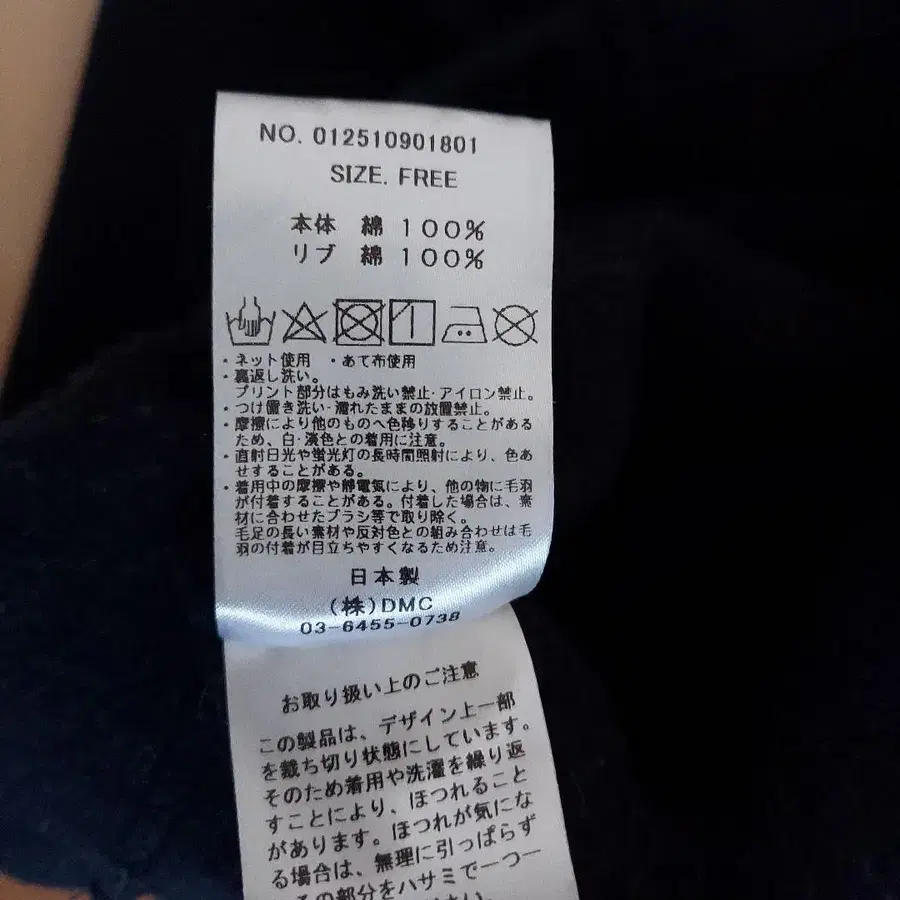 NO. 012510901801
SIZE. FREE
本体 綿 100%
リブ 綿 100%
・ネット使用 ・あて布使用
・裏返し洗い。
プリント部分はもみ洗い禁止・アイロン禁止。
・つけ置き洗い・濡れたままの放置禁止。
・摩擦により他のものへ色移りすることがある
ため、白・淡色との着用に注意。
・直射日光や蛍光灯の長時間照射により、色あ
せすることがある。
・着用中の摩擦や静電気により、他の物に毛羽
が付着することがある。付着した場合は、素
材に合わせたブラシ等で取り除く。
毛足の長い素材や反対色との組み合わせは毛
羽の付着が目立ちやすくなるため注意。
日本製
(株)DMC
03-6455-0738
お取り扱い上のご注意
この製品は、デザイン上一部
を裁ち切り状態にしています。
そのため着用や洗濯を繰り返
すことにより、ほつれること
があります。ほつれが気にな
る場合は、無理に引っぱらず
の部分をハサミで一つ一
ください。